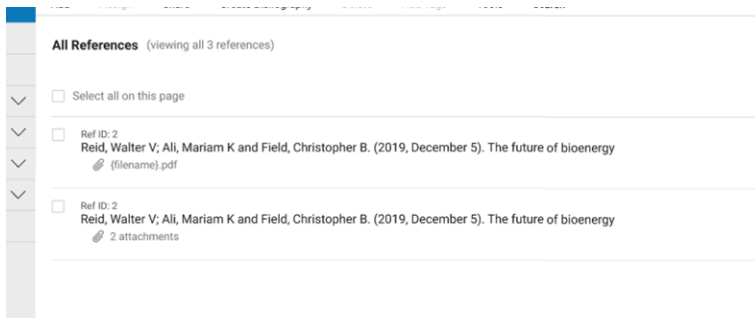 All References (viewing all 3 references)
Select all on this page
Ref ID: 2
Reid, Walter V; Ali, Mariam K and Field, Christopher B. (2019, December 5). The future of bioenergy
{filename}.pdf
Ref ID: 2
Reid, Walter V; Ali, Mariam K and Field, Christopher B. (2019, December 5). The future of bioenergy
2 attachments